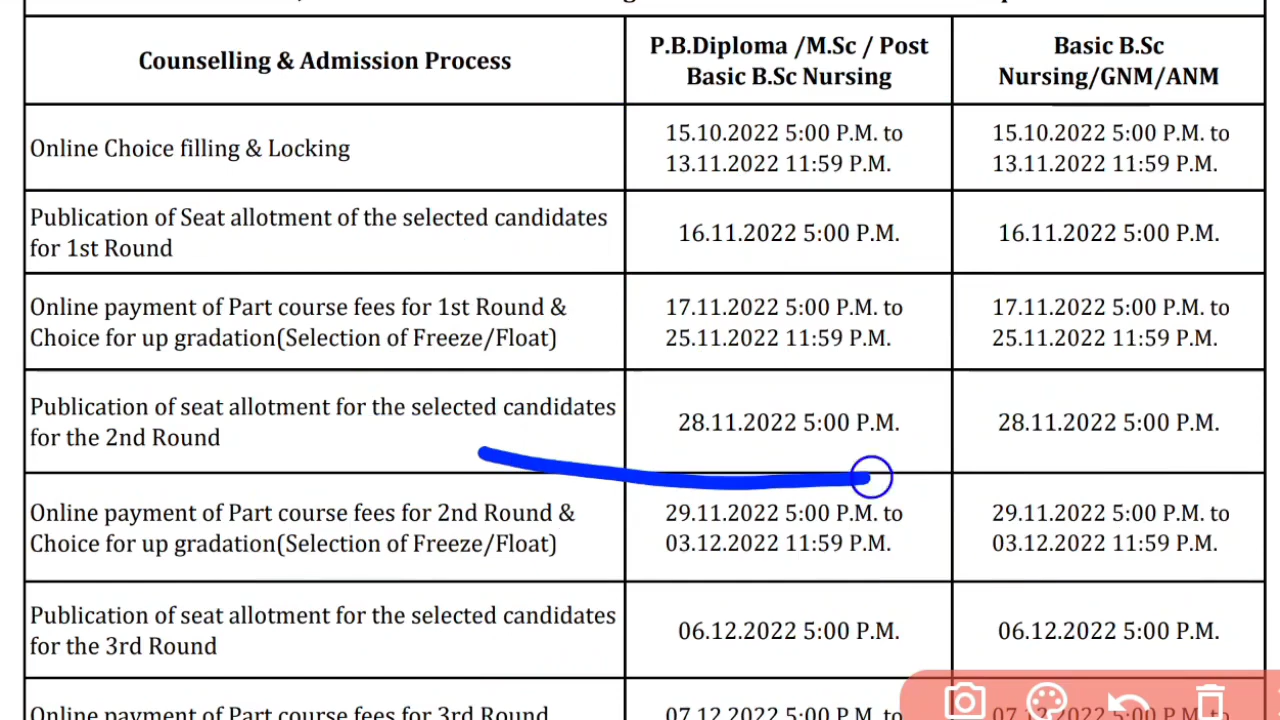 Counselling & Admission Process
P.B.Diploma /M.Sc / Post
Basic B.Sc Nursing
Basic B.Sc
Nursing/GNM/ANM
Online Choice filling & Locking
15.10.2022 5:00 P.M. to
13.11.2022 11:59 P.M.
15.10.2022 5:00 P.M. to
13.11.2022 11:59 P.M.
Publication of Seat allotment of the selected candidates
for 1st Round
16.11.2022 5:00 P.M.
16.11.2022 5:00 P.M.
Online payment of Part course fees for 1st Round &
Choice for up gradation(Selection of Freeze/Float)
17.11.2022 5:00 P.M. to
25.11.2022 11:59 P.M.
17.11.2022 5:00 P.M. to
25.11.2022 11:59 P.M.
Publication of seat allotment for the selected candidates
for the 2nd Round
28.11.2022 5:00 P.M.
28.11.2022 5:00 P.M.
Online payment of Part course fees for 2nd Round &
Choice for up gradation(Selection of Freeze/Float)
29.11.2022 5:00 P.M. to
03.12.2022 11:59 P.M.
29.11.2022 5:00 P.M. to
03.12.2022 11:59 P.M.
Publication of seat allotment for the selected candidates
for the 3rd Round
06.12.2022 5:00 P.M.
06.12.2022 5:00 P.M.
Online payment of Part course fees for 3rd Round
07.12.2022 5:00 P.M. to
07.12.2022 5:00 P.M. to